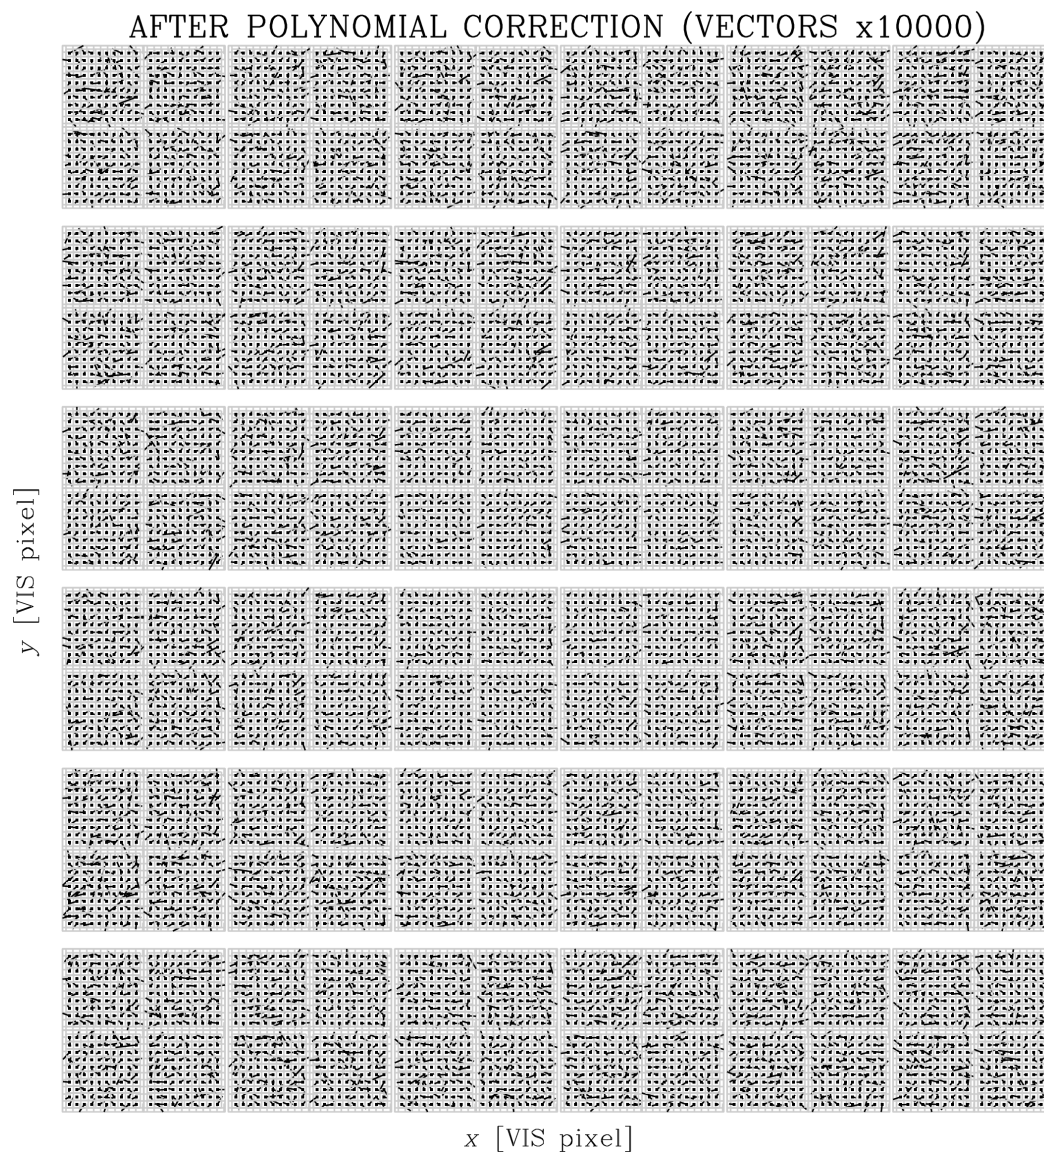 AFTER POLYNOMIAL CORRECTION (VECTORS x10000)
y [VIS pixel]
x [VIS pixel]